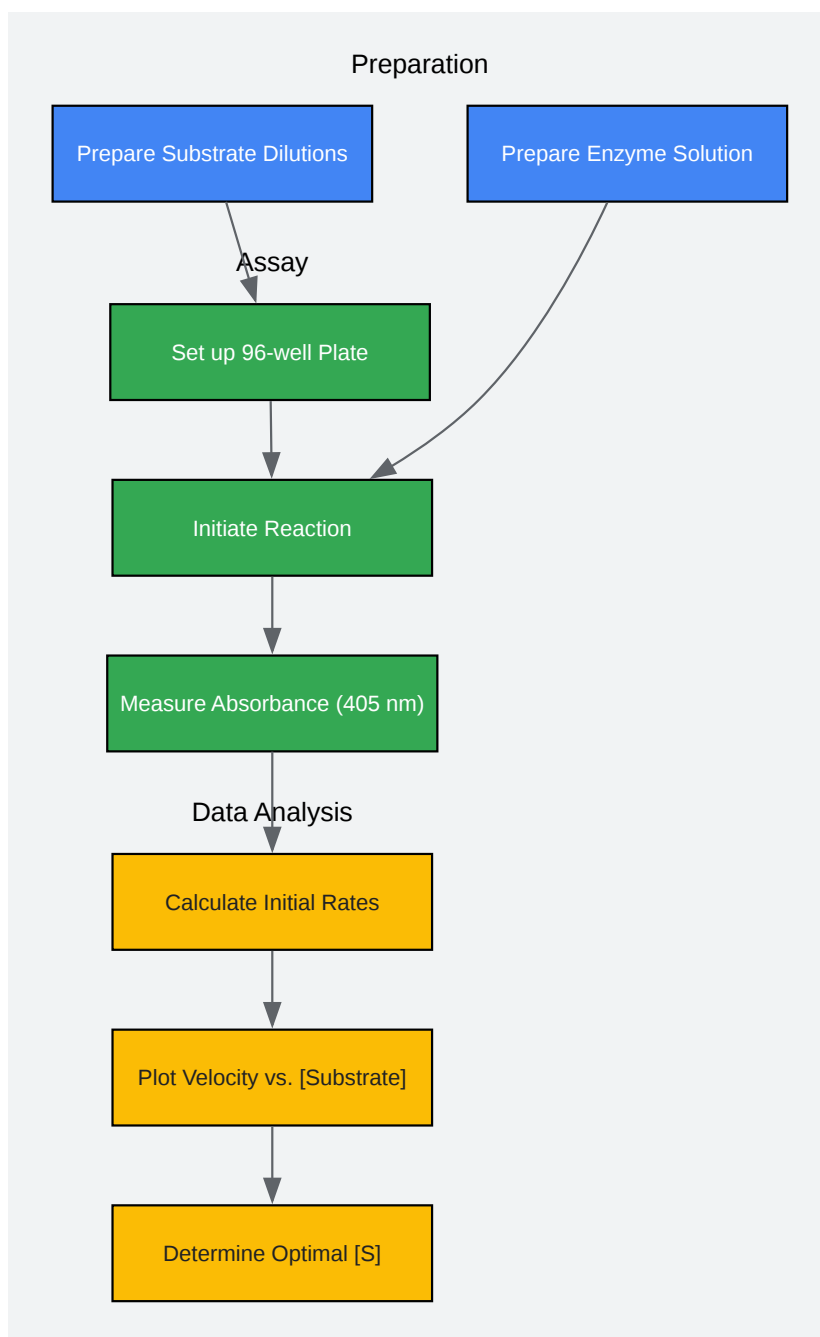 Preparation
Prepare Substrate Dilutions
Prepare Enzyme Solution
Assay
Set up 96-well Plate
Initiate Reaction
Measure Absorbance (405 nm)
Data Analysis
Calculate Initial Rates
Plot Velocity vs. [Substrate]
Determine Optimal [S]